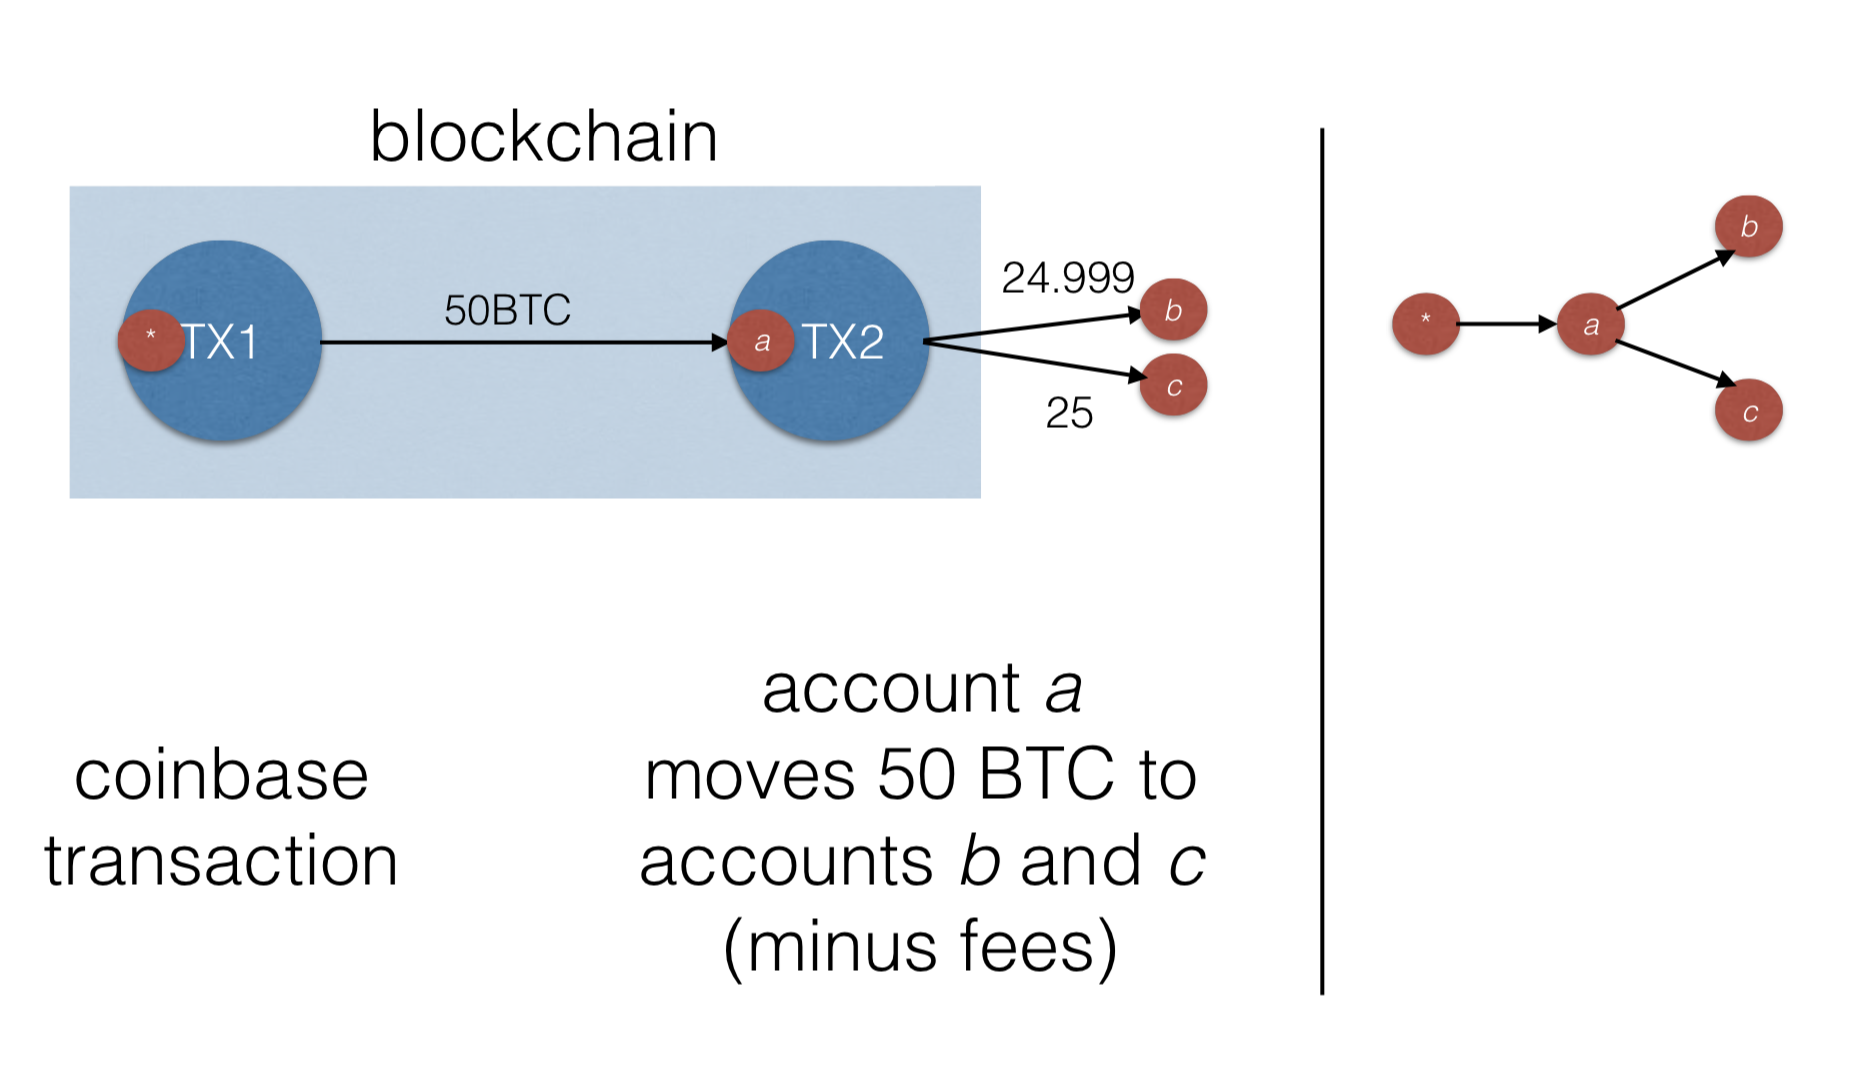 blockchain
* TX1
50BTC
a TX2
24.999
b
25
c
account a
moves 50 BTC to
accounts b and c
(minus fees)
coinbase
transaction
*
a
b
c